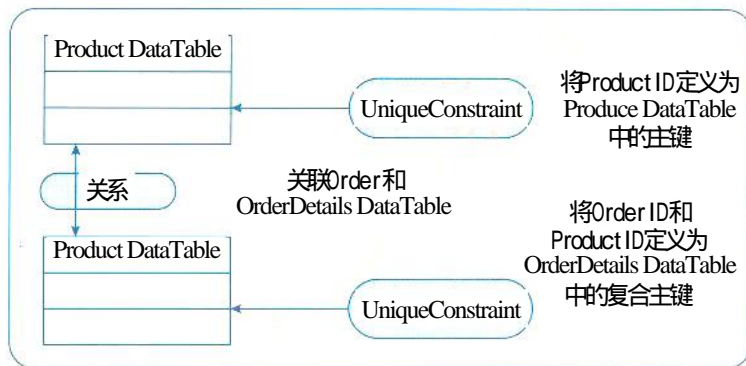 Product DataTable
UniqueConstraint
将Product ID定义为
Produce DataTable
中的主键
关系
关联Order和
OrderDetails DataTable
Product DataTable
UniqueConstraint
将Order ID和
Product ID定义为
OrderDetails DataTable
中的复合主键